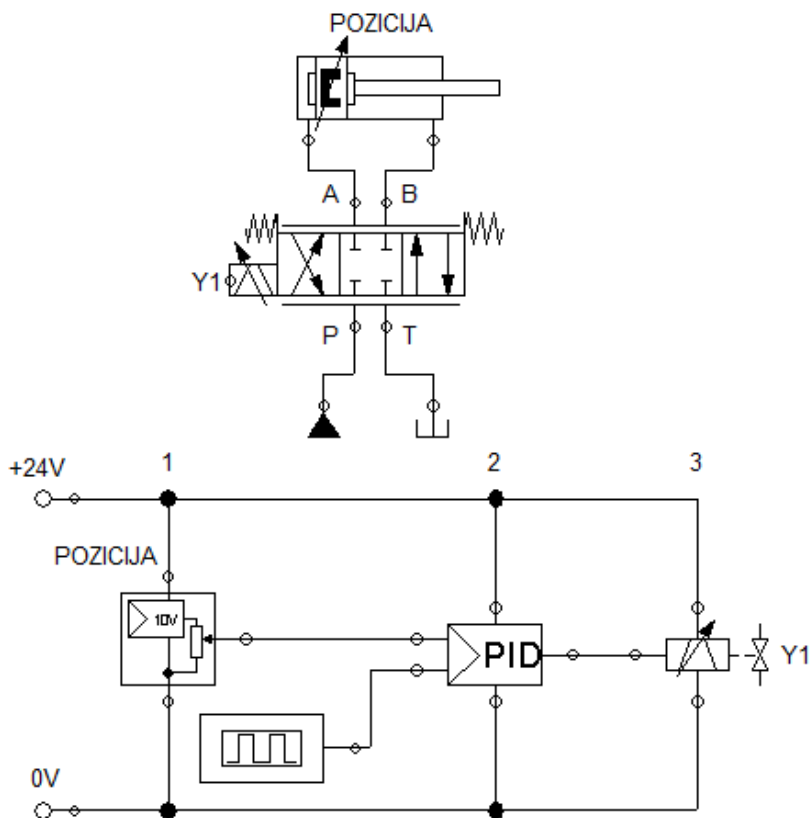 POZICIJA
A B
Y1
P T
+24V 1 2 3
POZICIJA
10V
PID
Y1
0V